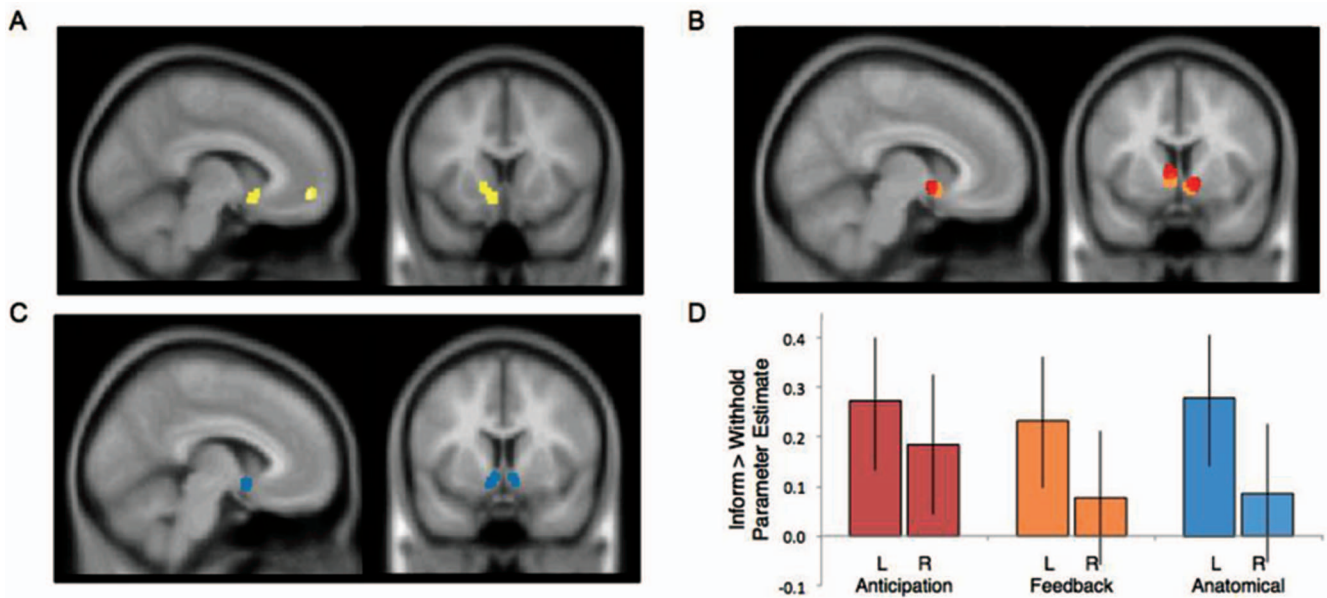 A
B
C
D
Inform > Withhold
Parameter Estimate
0.4
0.3
0.2
0.1
0.0
-0.1
L R L R L R
Anticipation Feedback Anatomical